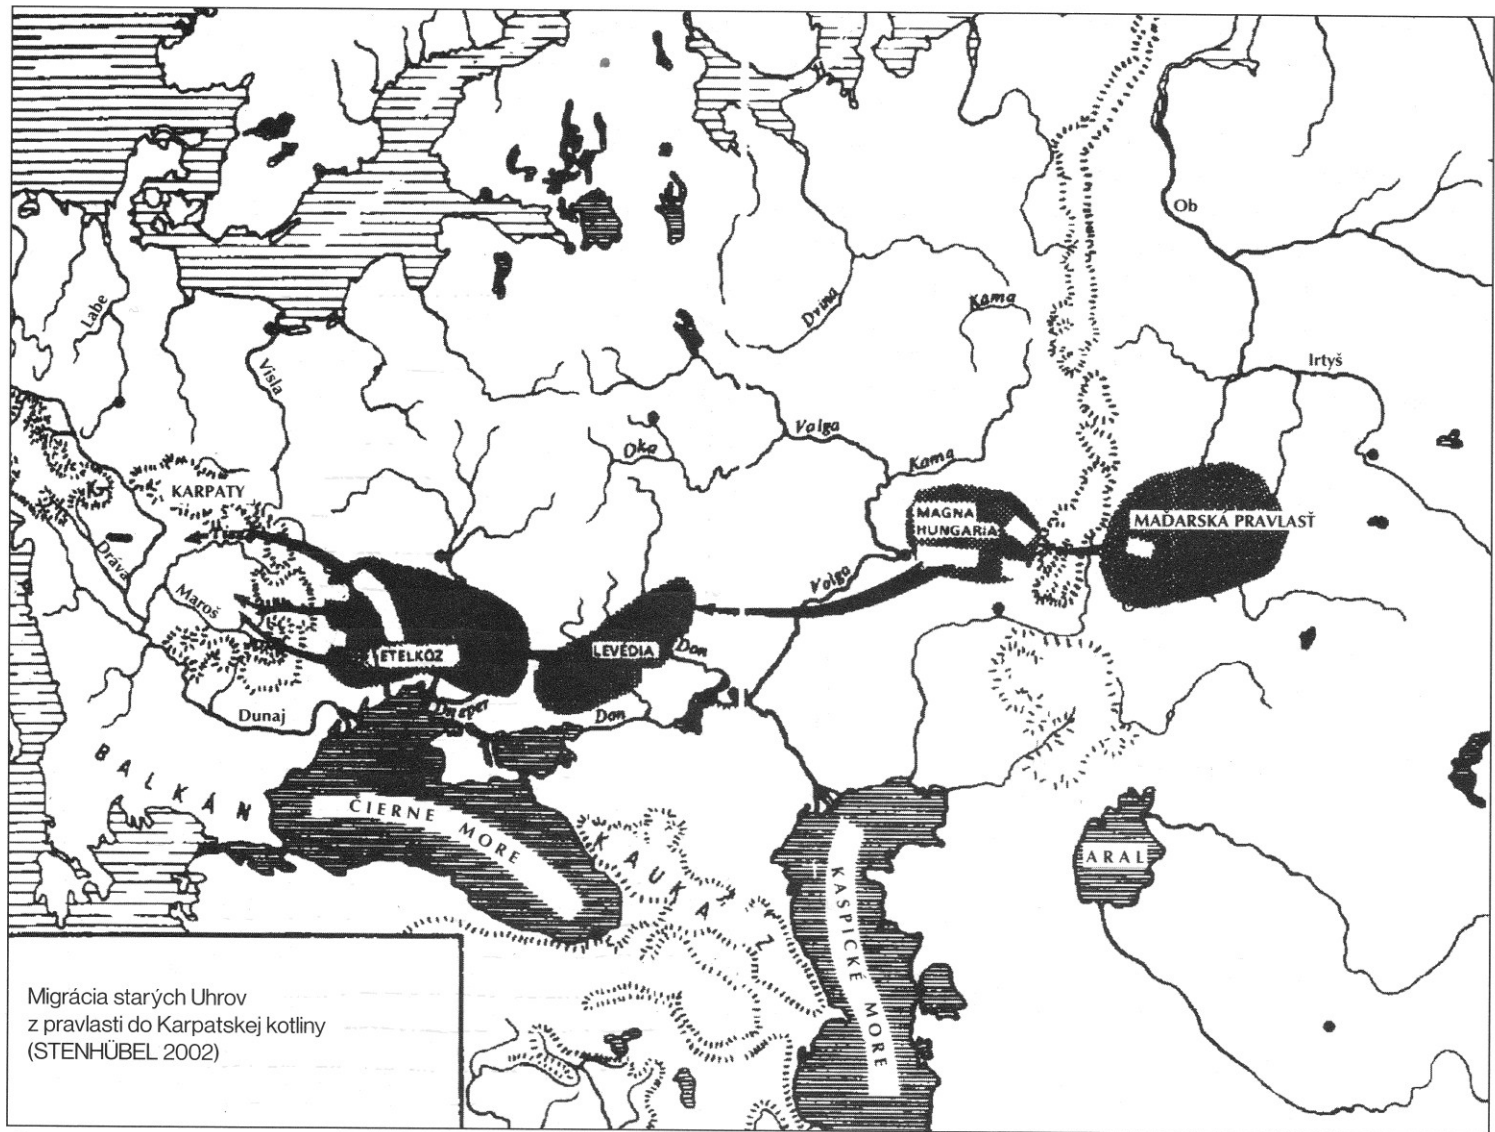 Ob
Labe
Dvina
Kama
Visla
Irtyš
Volga
Oka
Kama
KARPATY
MAGNA
HUNGARIA
MAĎARSKÁ PRAVLASŤ
Tisa
Dráva
Volga
Maroš
ETELKÖZ
LEVÉDIA
Don
Dunaj
Dneper
Don
BALKÁN
ČIERNE MORE
KAUKAZ
KASPICKÉ MORE
ARAL
Migrácia starých Uhrov
z pravlasti do Karpatskej kotliny
(STENHÜBEL 2002)